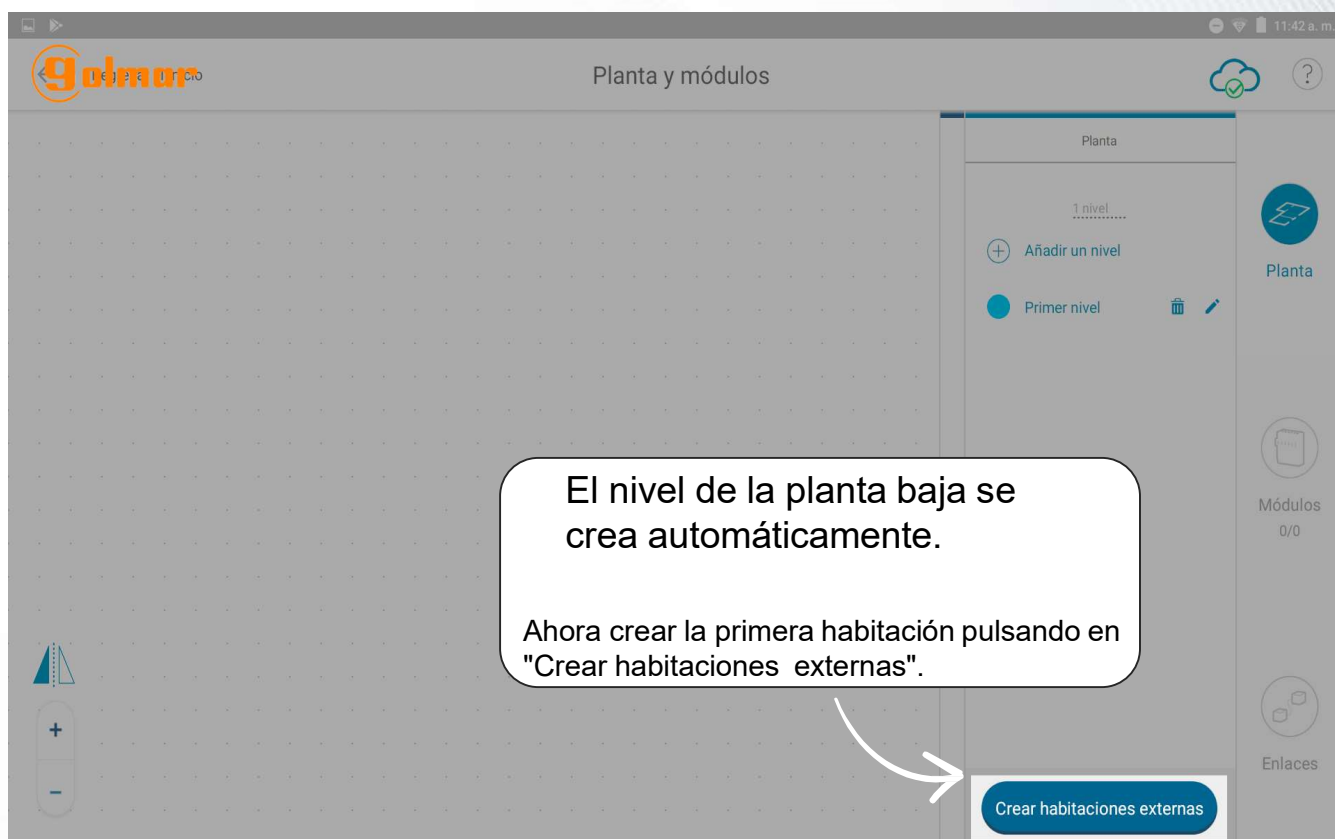 11:42 a. m.
golmar
Planta y módulos
?
Planta
1 nivel
Añadir un nivel
Planta
Primer nivel
El nivel de la planta baja se
crea automáticamente.
Módulos
0/0
Ahora crear la primera habitación pulsando en
"Crear habitaciones externas".
+
Enlaces
−
Crear habitaciones externas